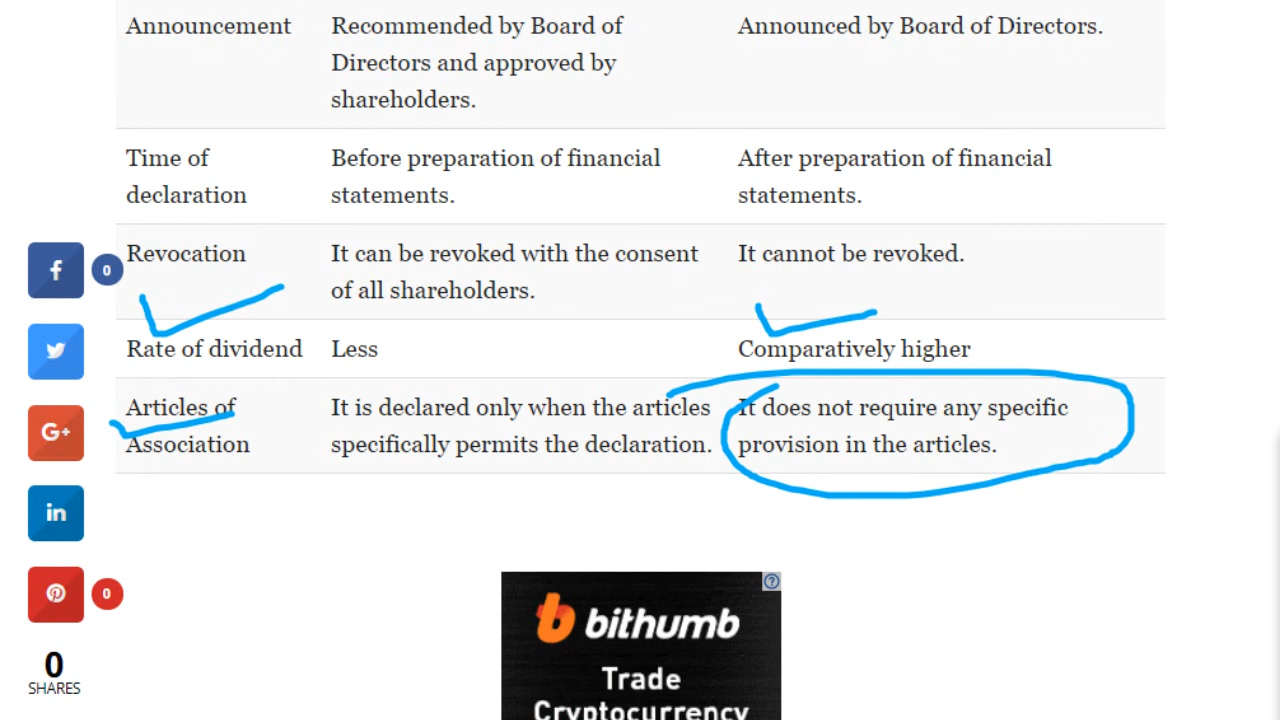 Announcement Recommended by Board of Announced by Board of Directors.
Directors and approved by
shareholders.
Time of Before preparation of financial After preparation of financial
declaration statements. statements.
Revocation It can be revoked with the consent It cannot be revoked.
of all shareholders.
Rate of dividend Less Comparatively higher
Articles of It is declared only when the articles It does not require any specific
Association specifically permits the declaration. provision in the articles.
f 0
G+
in
0
0
SHARES
?
bithumb
Trade
Cryptocurrency